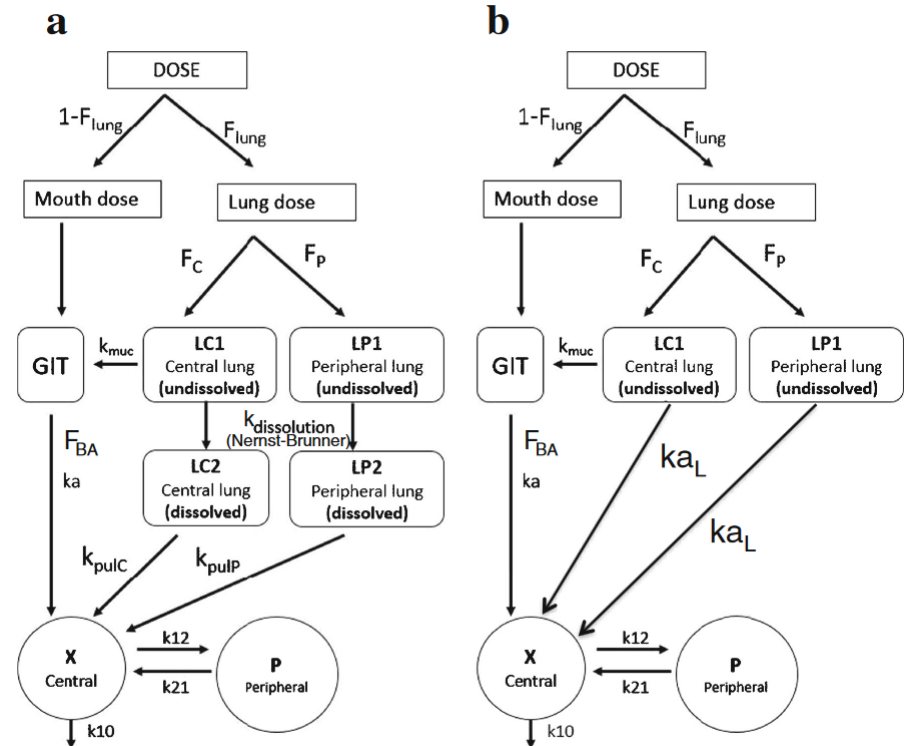 a
DOSE
1-Flung
Flung
Mouth dose
Lung dose
FC
FP
GIT
kmuc
LC1
Central lung
(undissolved)
LP1
Peripheral lung
(undissolved)
kdissolution
(Nernst-Brunner)
FBA
ka
LC2
Central lung
(dissolved)
LP2
Peripheral lung
(dissolved)
kpulC
kpulP
X
Central
k12
k21
P
Peripheral
k10
b
DOSE
1-Flung
Flung
Mouth dose
Lung dose
FC
FP
GIT
kmuc
LC1
Central lung
(undissolved)
LP1
Peripheral lung
(undissolved)
FBA
ka
kaL
kaL
X
Central
k12
k21
P
Peripheral
k10